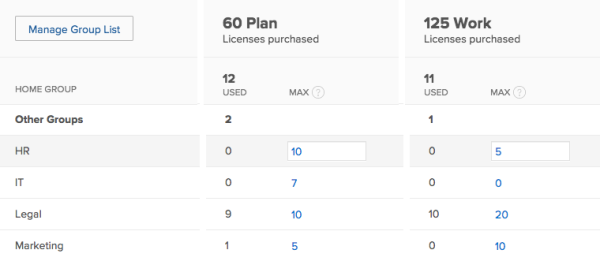 Manage Group List
60 Plan
Licenses purchased
125 Work
Licenses purchased
HOME GROUP
12
USED
MAX ?
11
USED
MAX ?
Other Groups 2 1
HR 0 10 0 5
IT 0 7 0 0
Legal 9 10 10 20
Marketing 1 5 0 10